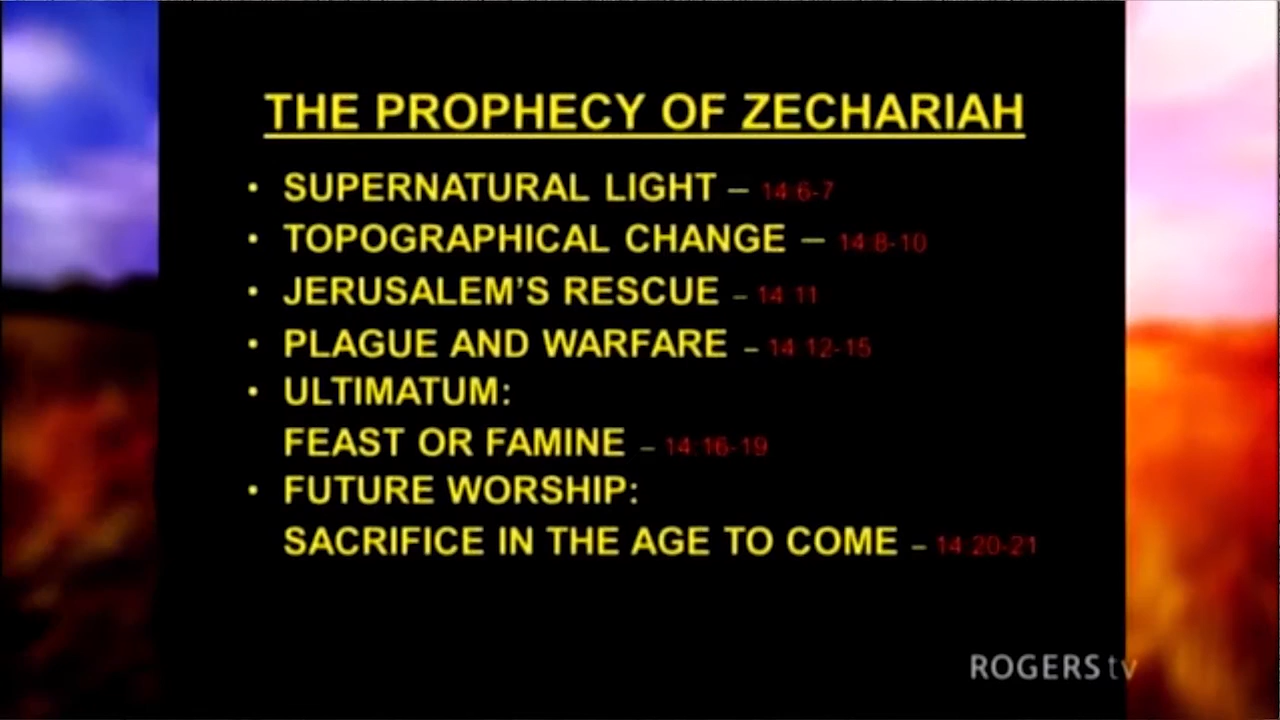 THE PROPHECY OF ZECHARIAH
• SUPERNATURAL LIGHT – 14:6-7
• TOPOGRAPHICAL CHANGE – 14:8-10
• JERUSALEM'S RESCUE – 14:11
• PLAGUE AND WARFARE – 14:12-15
• ULTIMATUM:
FEAST OR FAMINE – 14:16-19
• FUTURE WORSHIP:
SACRIFICE IN THE AGE TO COME – 14:20-21
ROGERS tv